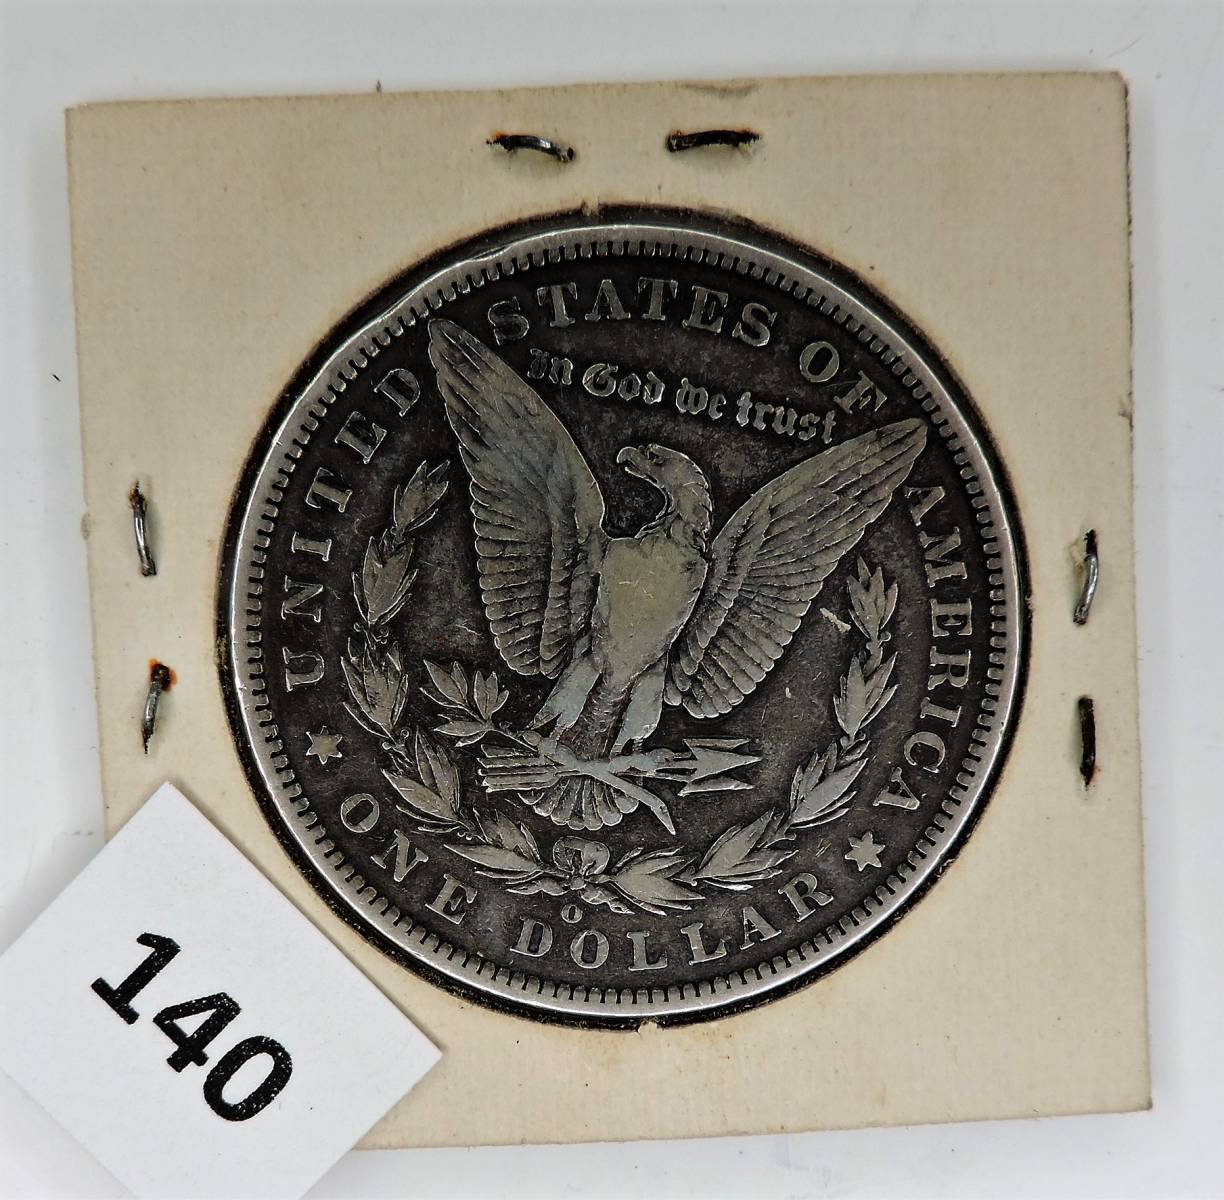 UNITED STATES OF AMERICA
In God we trust
O
ONE DOLLAR
140